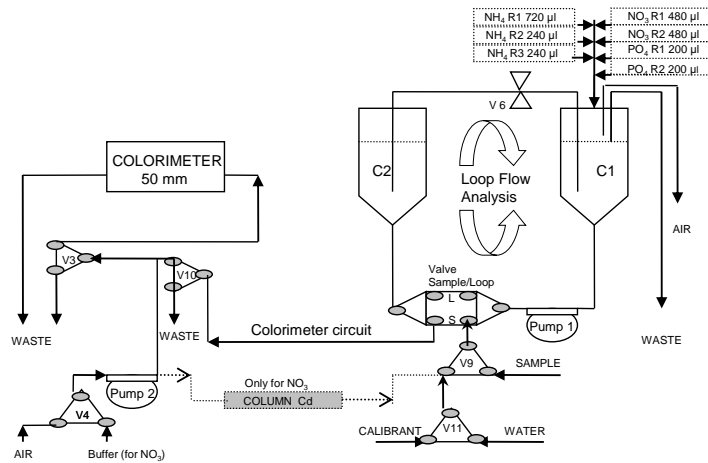 NH4 R1 720 µl
NH4 R2 240 µl
NH4 R3 240 µl
NO3 R1 480 µl
NO3 R2 480 µl
PO4 R1 200 µl
PO4 R2 200 µl
V 6
COLORIMETER
50 mm
C2
C1
Loop Flow
Analysis
AIR
V3
V10
Valve
Sample/Loop
L
S
Pump 1
WASTE
WASTE
WASTE
Colorimeter circuit
V9
SAMPLE
Only for NO3
COLUMN Cd
Pump 2
V4
V11
CALIBRANT
WATER
AIR
Buffer (for NO3)